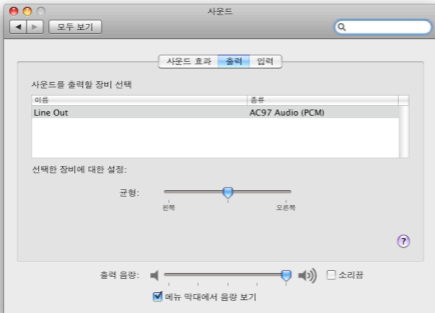 사운드
모두 보기
사운드 효과 출력 입력
사운드를 출력할 장비 선택
이름 종류
Line Out AC97 Audio (PCM)
선택한 장비에 대한 설정:
균형:
왼쪽 오른쪽
?
출력 음량: 소리끔
메뉴 막대에서 음량 보기